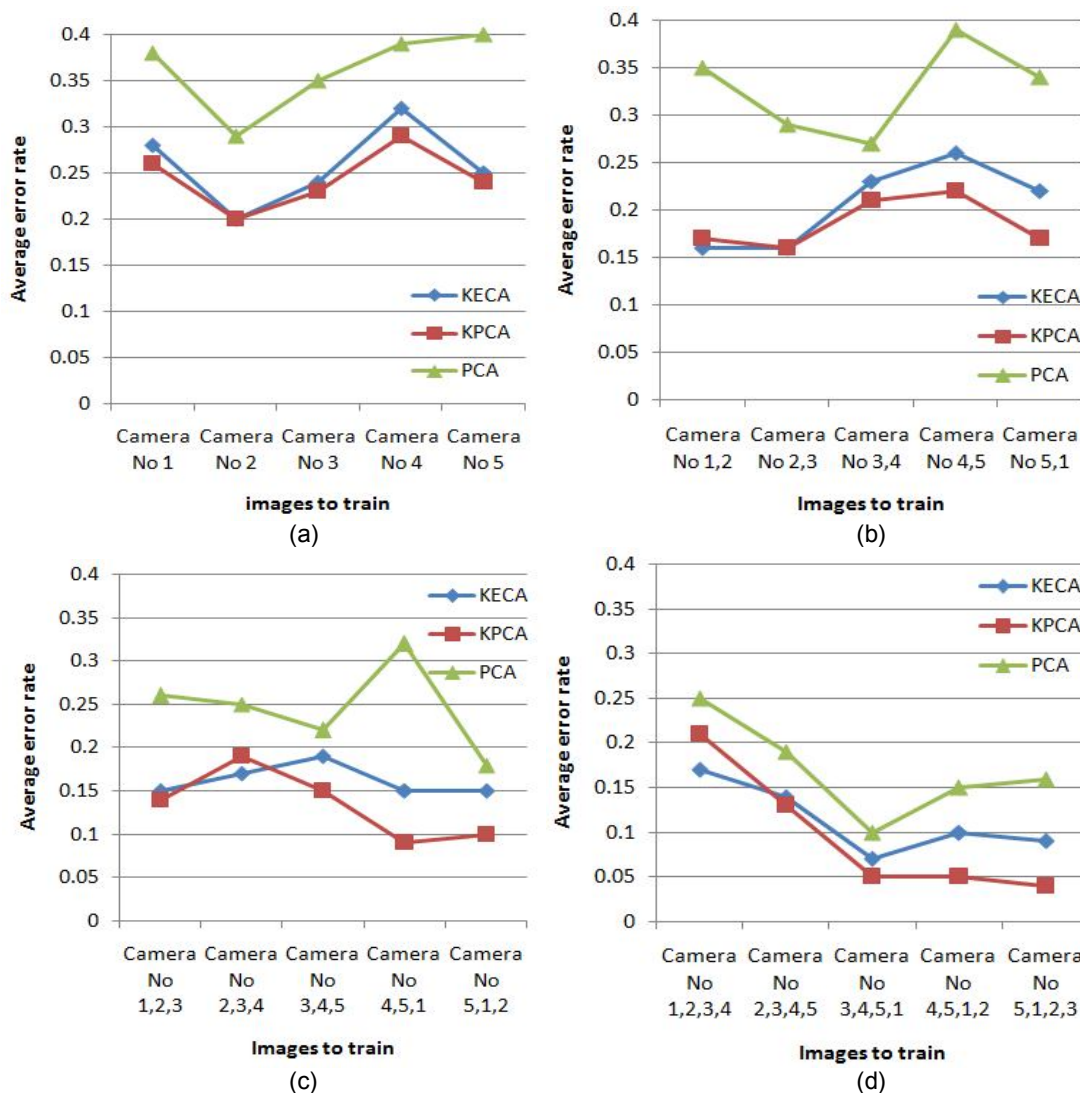 0.4
0.35
0.3
0.25
0.2
0.15
0.1
0.05
0
Average error rate
KECA
KPCA
PCA
Camera Camera Camera Camera Camera
No 1 No 2 No 3 No 4 No 5
images to train
(a)
0.4
0.35
0.3
0.25
0.2
0.15
0.1
0.05
0
Average error rate
KECA
KPCA
PCA
Camera Camera Camera Camera Camera
No 1,2 No 2,3 No 3,4 No 4,5 No 5,1
Images to train
(b)
0.4
0.35
0.3
0.25
0.2
0.15
0.1
0.05
0
Average error rate
KECA
KPCA
PCA
Camera Camera Camera Camera Camera
No No No No No
1,2,3 2,3,4 3,4,5 4,5,1 5,1,2
Images to train
(c)
0.4
0.35
0.3
0.25
0.2
0.15
0.1
0.05
0
Average error rate
KECA
KPCA
PCA
Camera Camera Camera Camera Camera
No No No No No
1,2,3,4 2,3,4,5 3,4,5,1 4,5,1,2 5,1,2,3
Images to train
(d)